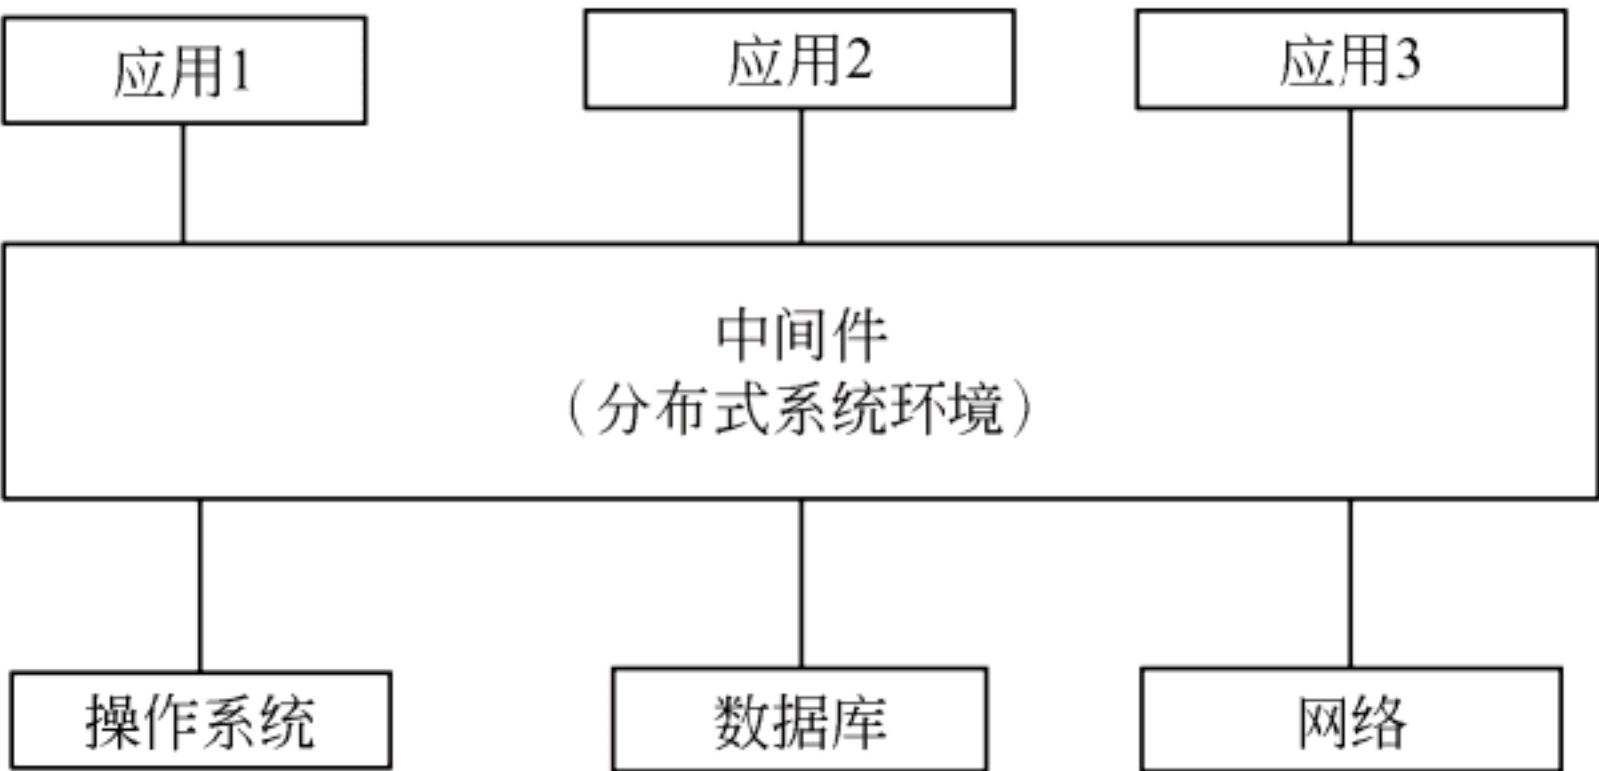 应用1
应用2
应用3
中间件
（分布式系统环境）
操作系统
数据库
网络